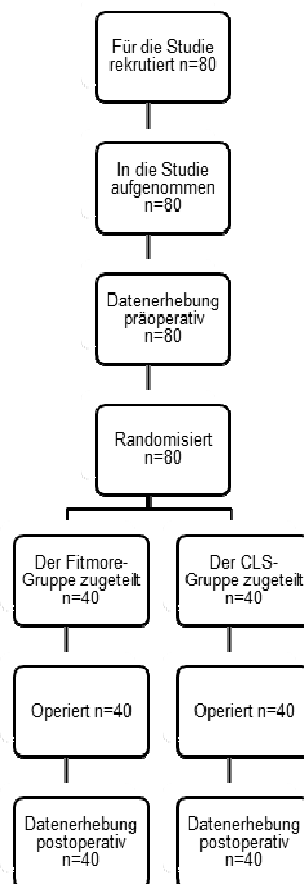 Für die Studie
rekrutiert n=80
In die Studie
aufgenommen
n=80
Datenerhebung
präoperativ
n=80
Randomisiert
n=80
Der Fitmore-
Gruppe zugeteilt
n=40
Der CLS-
Gruppe zugeteilt
n=40
Operiert n=40
Operiert n=40
Datenerhebung
postoperativ
n=40
Datenerhebung
postoperativ
n=40